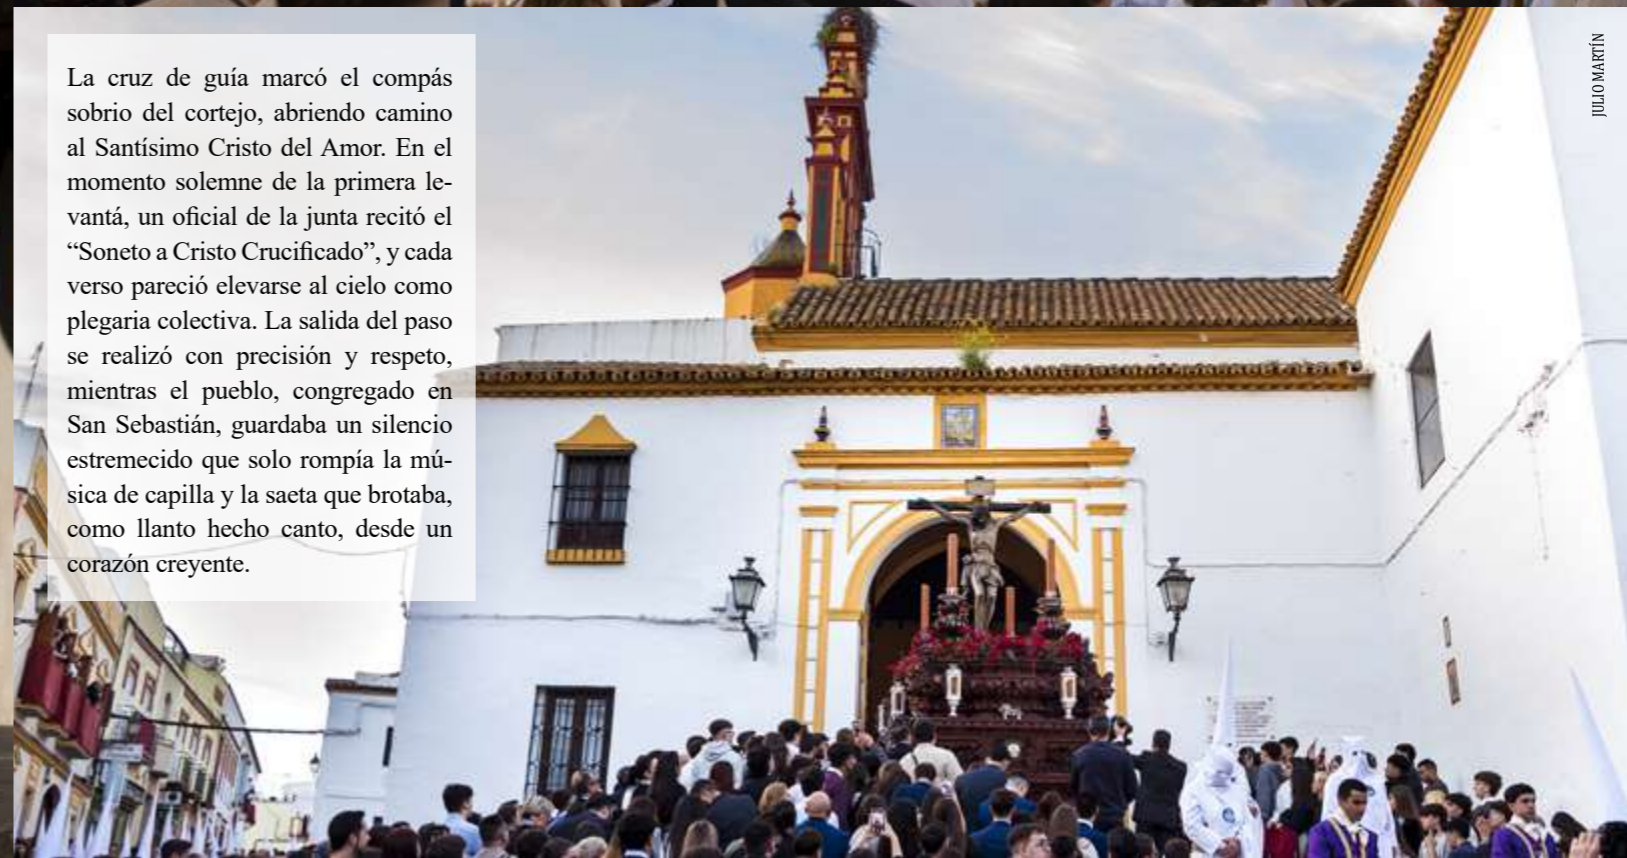 La cruz de guía marcó el compás
sobrio del cortejo, abriendo camino
al Santísimo Cristo del Amor. En el
momento solemne de la primera le-
vantá, un oficial de la junta recitó el
“Soneto a Cristo Crucificado”, y cada
verso pareció elevarse al cielo como
plegaria colectiva. La salida del paso
se realizó con precisión y respeto,
mientras el pueblo, congregado en
San Sebastián, guardaba un silencio
estremecido que solo rompía la mú-
sica de capilla y la saeta que brotaba,
como llanto hecho canto, desde un
corazón creyente.
JULIO MARTÍN